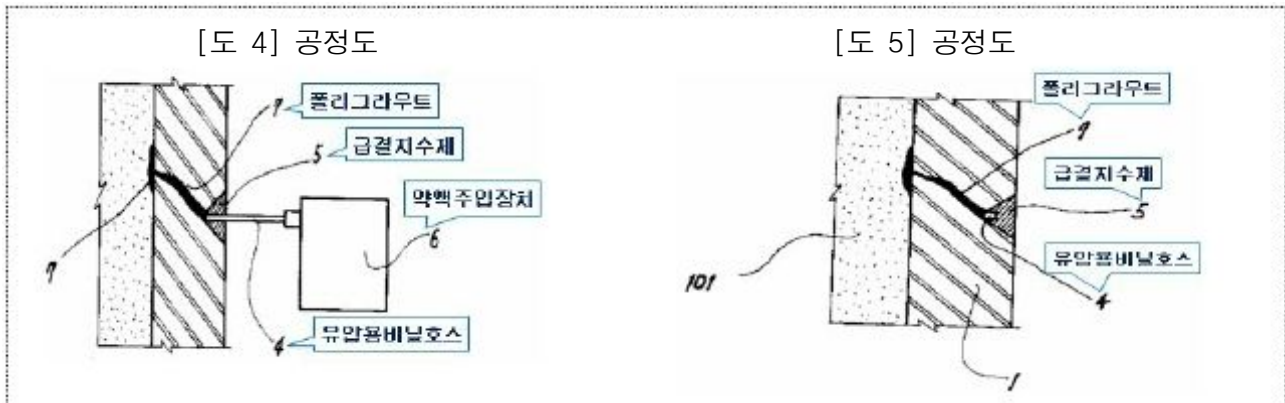 [도 4] 공정도
폴리그라우트
7
5
급결지수제
약액주입장치
6
7
4
유압용비닐호스
[도 5] 공정도
폴리그라우트
7
급결지수제
5
유압용비닐호스
4
101
1